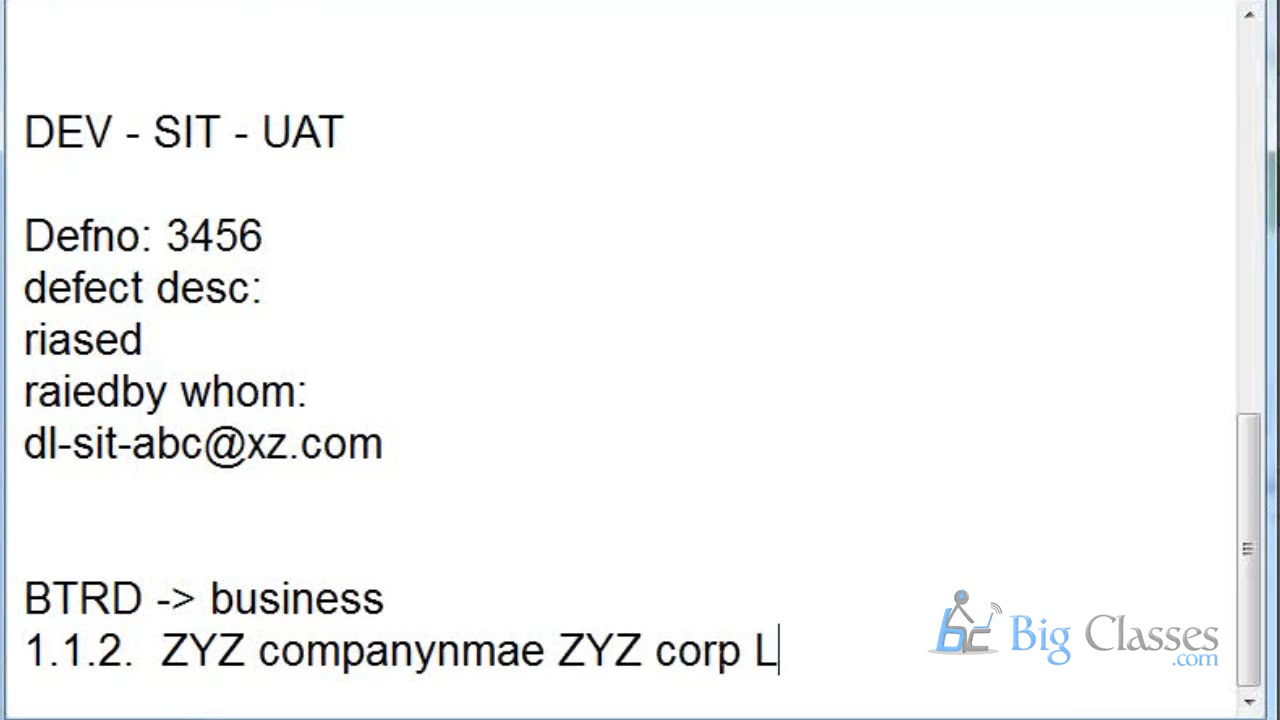 DEV - SIT - UAT
Defno: 3456
defect desc:
riased
raiedby whom:
dl-sit-abc@xz.com
BTRD -> business
1.1.2.  ZYZ companynmae ZYZ corp L
bc Big Classes
.com